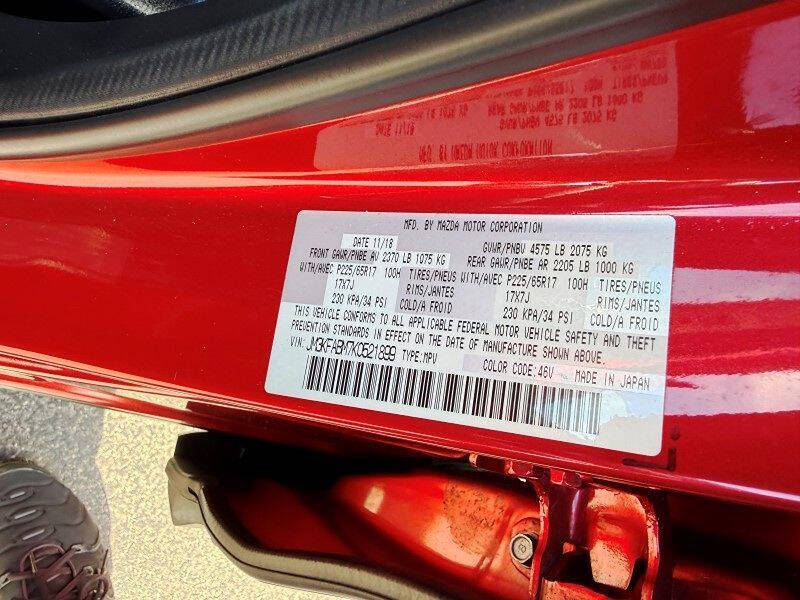 MFD. BY MAZDA MOTOR CORPORATION
DATE 11/18 GVWR/PNBV 4575 LB 2075 KG
FRONT GAWR/PNBE AV 2370 LB 1075 KG REAR GAWR/PNBE AR 2205 LB 1000 KG
WITH/AVEC P225/65R17 100H TIRES/PNEUS WITH/AVEC P225/65R17 100H TIRES/PNEUS
17X7J RIMS/JANTES 17X7J RIMS/JANTES
230 KPA/34 PSI COLD/A FROID 230 KPA/34 PSI COLD/A FROID
THIS VEHICLE CONFORMS TO ALL APPLICABLE FEDERAL MOTOR VEHICLE SAFETY AND THEFT
PREVENTION STANDARDS IN EFFECT ON THE DATE OF MANUFACTURE SHOWN ABOVE.
VIN: JM3KFABM7K0521899 TYPE:MPV COLOR CODE:46V MADE IN JAPAN